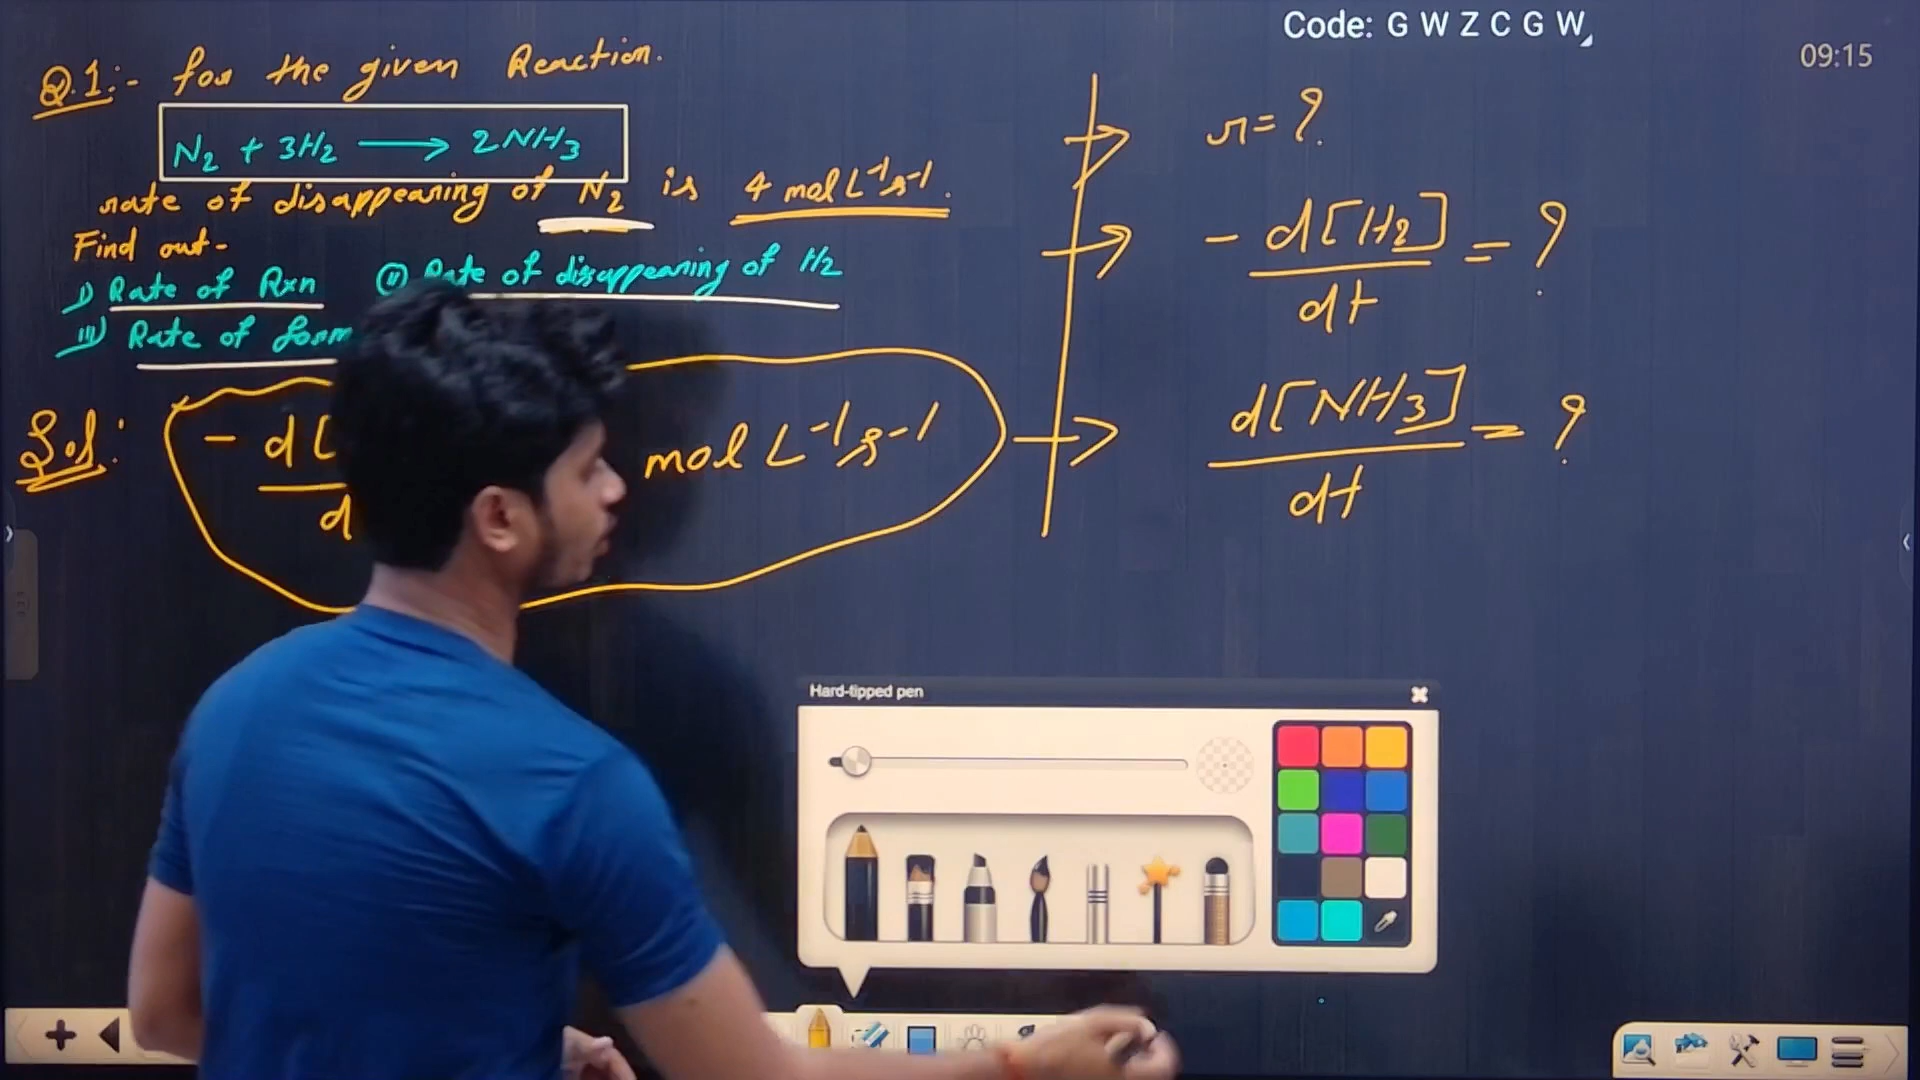 Code: G W Z C G W
09:15
Q.1:- for the given Reaction.
N2 + 3H2 ⟶ 2NH3
rate of disappearing of N2 is 4 mol L⁻¹s⁻¹.
Find out-
I) Rate of Rxn (II) Rate of disappearing of H2
III) Rate of form
Sol:
- d[
d
mol L⁻¹s⁻¹
→ r = ?
→ - d[H2]/dt = ?
→ d[NH3]/dt = ?
Hard-tipped pen